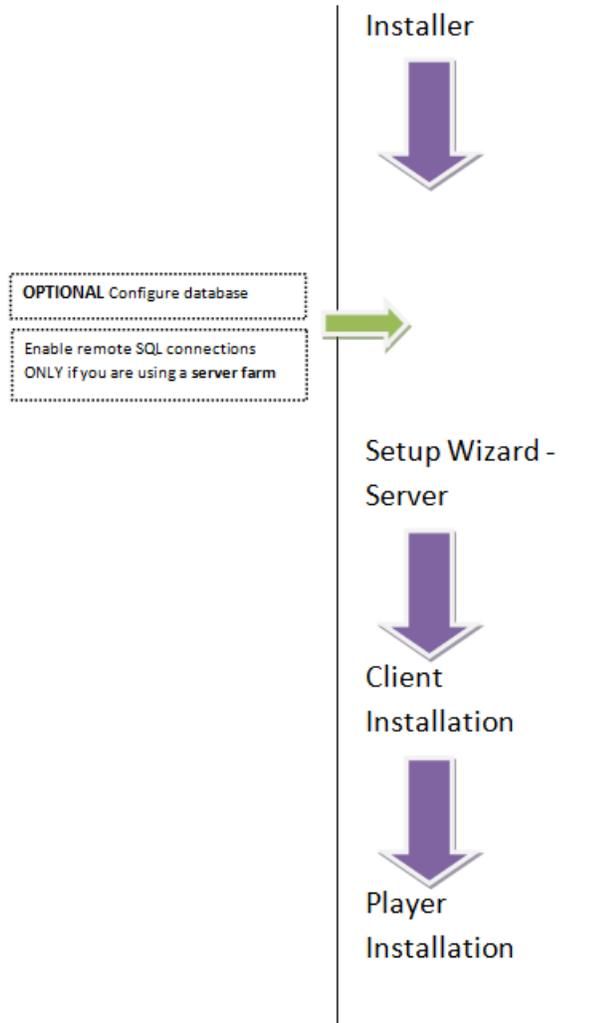 Installer
OPTIONAL Configure database
Enable remote SQL connections
ONLY if you are using a server farm
Setup Wizard -
Server
Client
Installation
Player
Installation